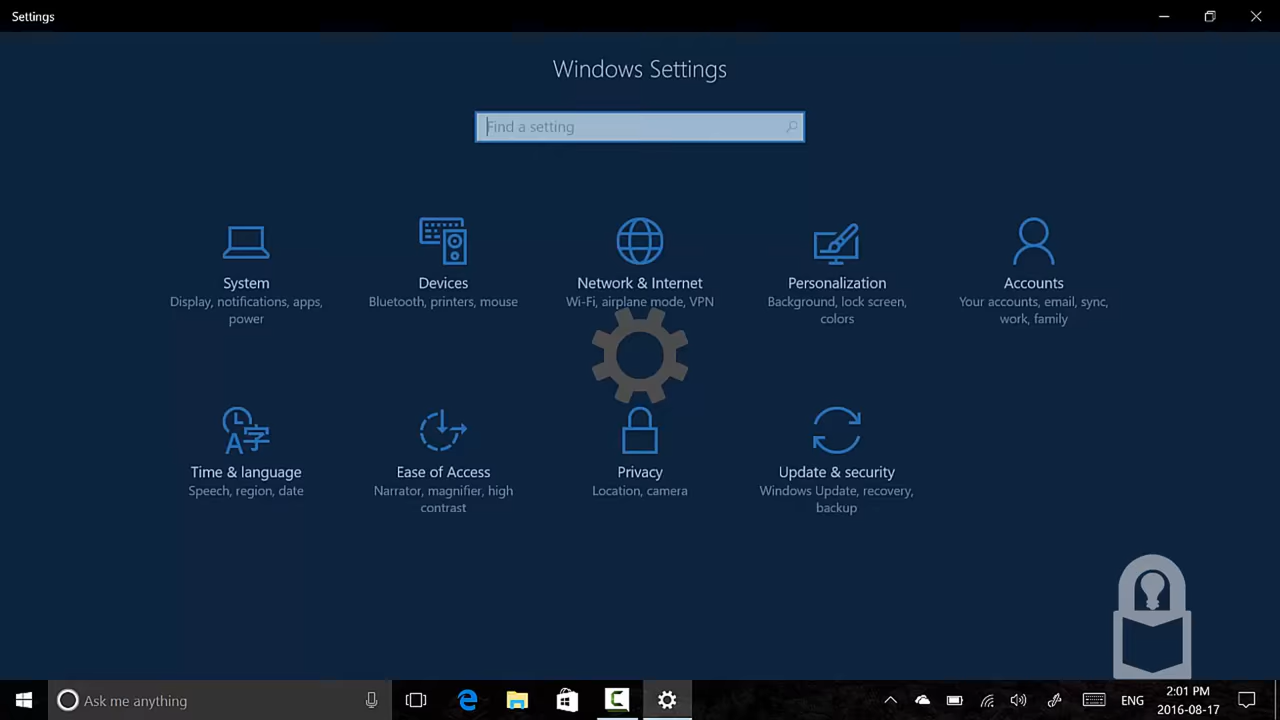 Settings
Windows Settings
Find a setting
System
Display, notifications, apps,
power
Devices
Bluetooth, printers, mouse
Network & Internet
Wi-Fi, airplane mode, VPN
Personalization
Background, lock screen,
colors
Accounts
Your accounts, email, sync,
work, family
Time & language
Speech, region, date
Ease of Access
Narrator, magnifier, high
contrast
Privacy
Location, camera
Update & security
Windows Update, recovery,
backup
Ask me anything
ENG
2:01 PM
2016-08-17